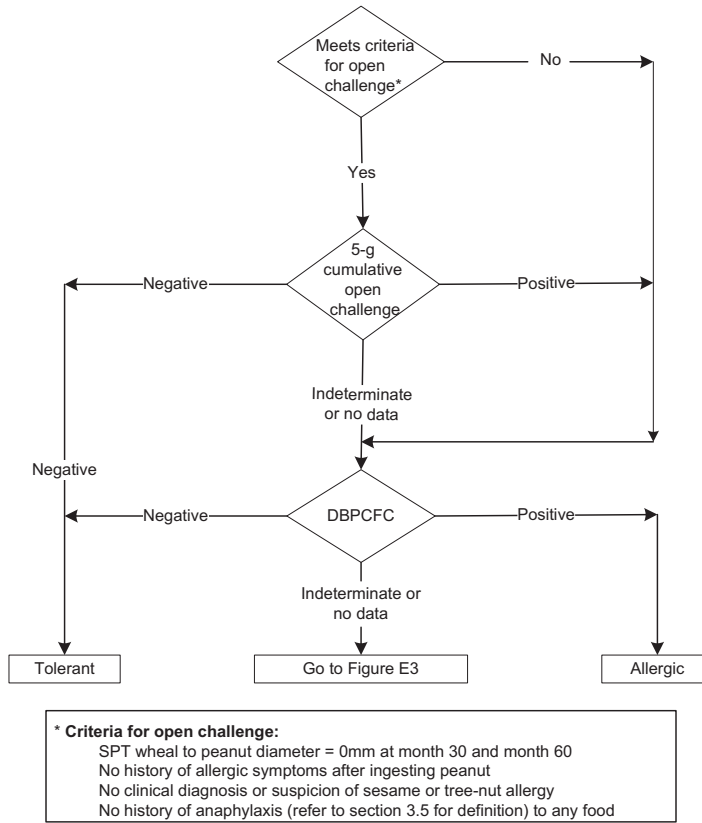 Meets criteria
for open
challenge*
No
Yes
5-g
cumulative
open
challenge
Negative
Positive
Indeterminate
or no data
Negative
DBPCFC
Negative
Positive
Indeterminate or
no data
Tolerant
Go to Figure E3
Allergic
* Criteria for open challenge:
SPT wheal to peanut diameter = 0mm at month 30 and month 60
No history of allergic symptoms after ingesting peanut
No clinical diagnosis or suspicion of sesame or tree-nut allergy
No history of anaphylaxis (refer to section 3.5 for definition) to any food